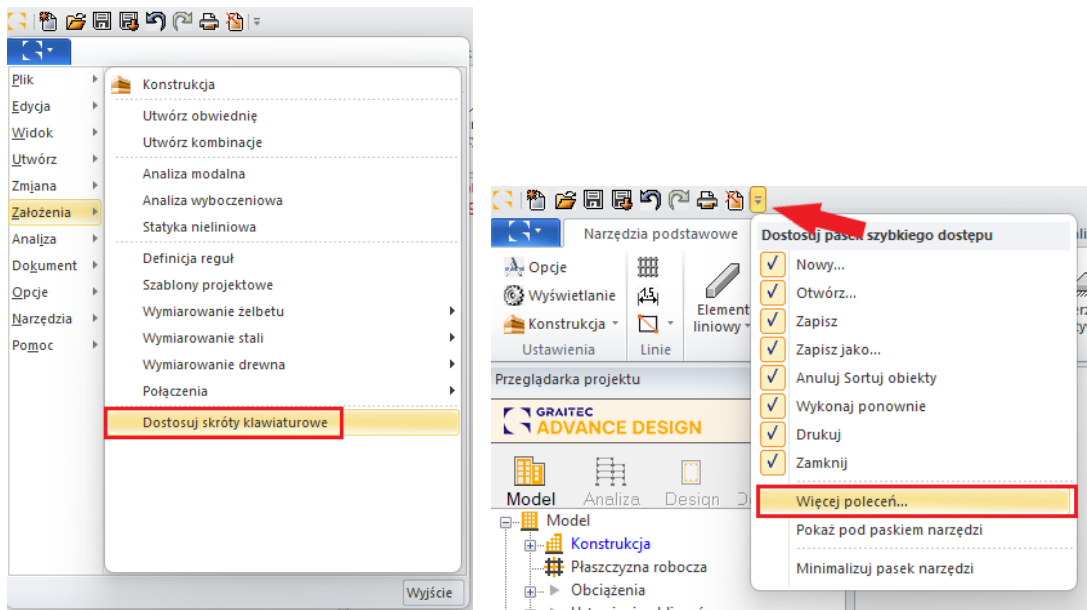 Plik
Edycja
Widok
Utwórz
Zmiana
Założenia
Analiza
Dokument
Opcje
Narzędzia
Pomoc
Konstrukcja
Utwórz obwiednię
Utwórz kombinacje
Analiza modalna
Analiza wyboczeniowa
Statyka nieliniowa
Definicja reguł
Szablony projektowe
Wymiarowanie żelbetu
Wymiarowanie stali
Wymiarowanie drewna
Połączenia
Dostosuj skróty klawiaturowe
Wyjście
Narzędzia podstawowe
Opcje
Wyświetlanie
Konstrukcja
Ustawienia
1,5
Linie
Element
liniowy
Przeglądarka projektu
GRAITEC
ADVANCE DESIGN
Model Analiza Design
Model
Konstrukcja
Płaszczyzna robocza
Obciążenia
Dostosuj pasek szybkiego dostępu
Nowy...
Otwórz...
Zapisz
Zapisz jako...
Anuluj Sortuj obiekty
Wykonaj ponownie
Drukuj
Zamknij
Więcej poleceń...
Pokaż pod paskiem narzędzi
Minimalizuj pasek narzędzi